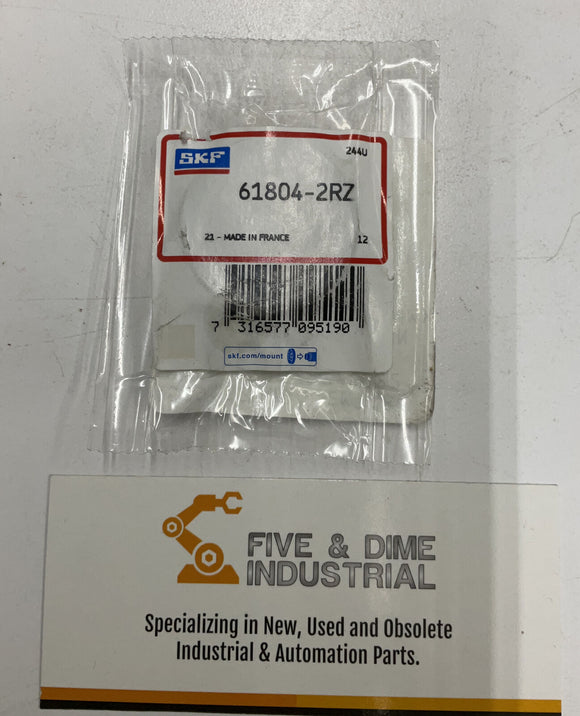 SKF
244U
61804-2RZ
21 - MADE IN FRANCE
12
7 316577 095190
skf.com/mount
FIVE & DIME
INDUSTRIAL
Specializing in New, Used and Obsolete
Industrial & Automation Parts.